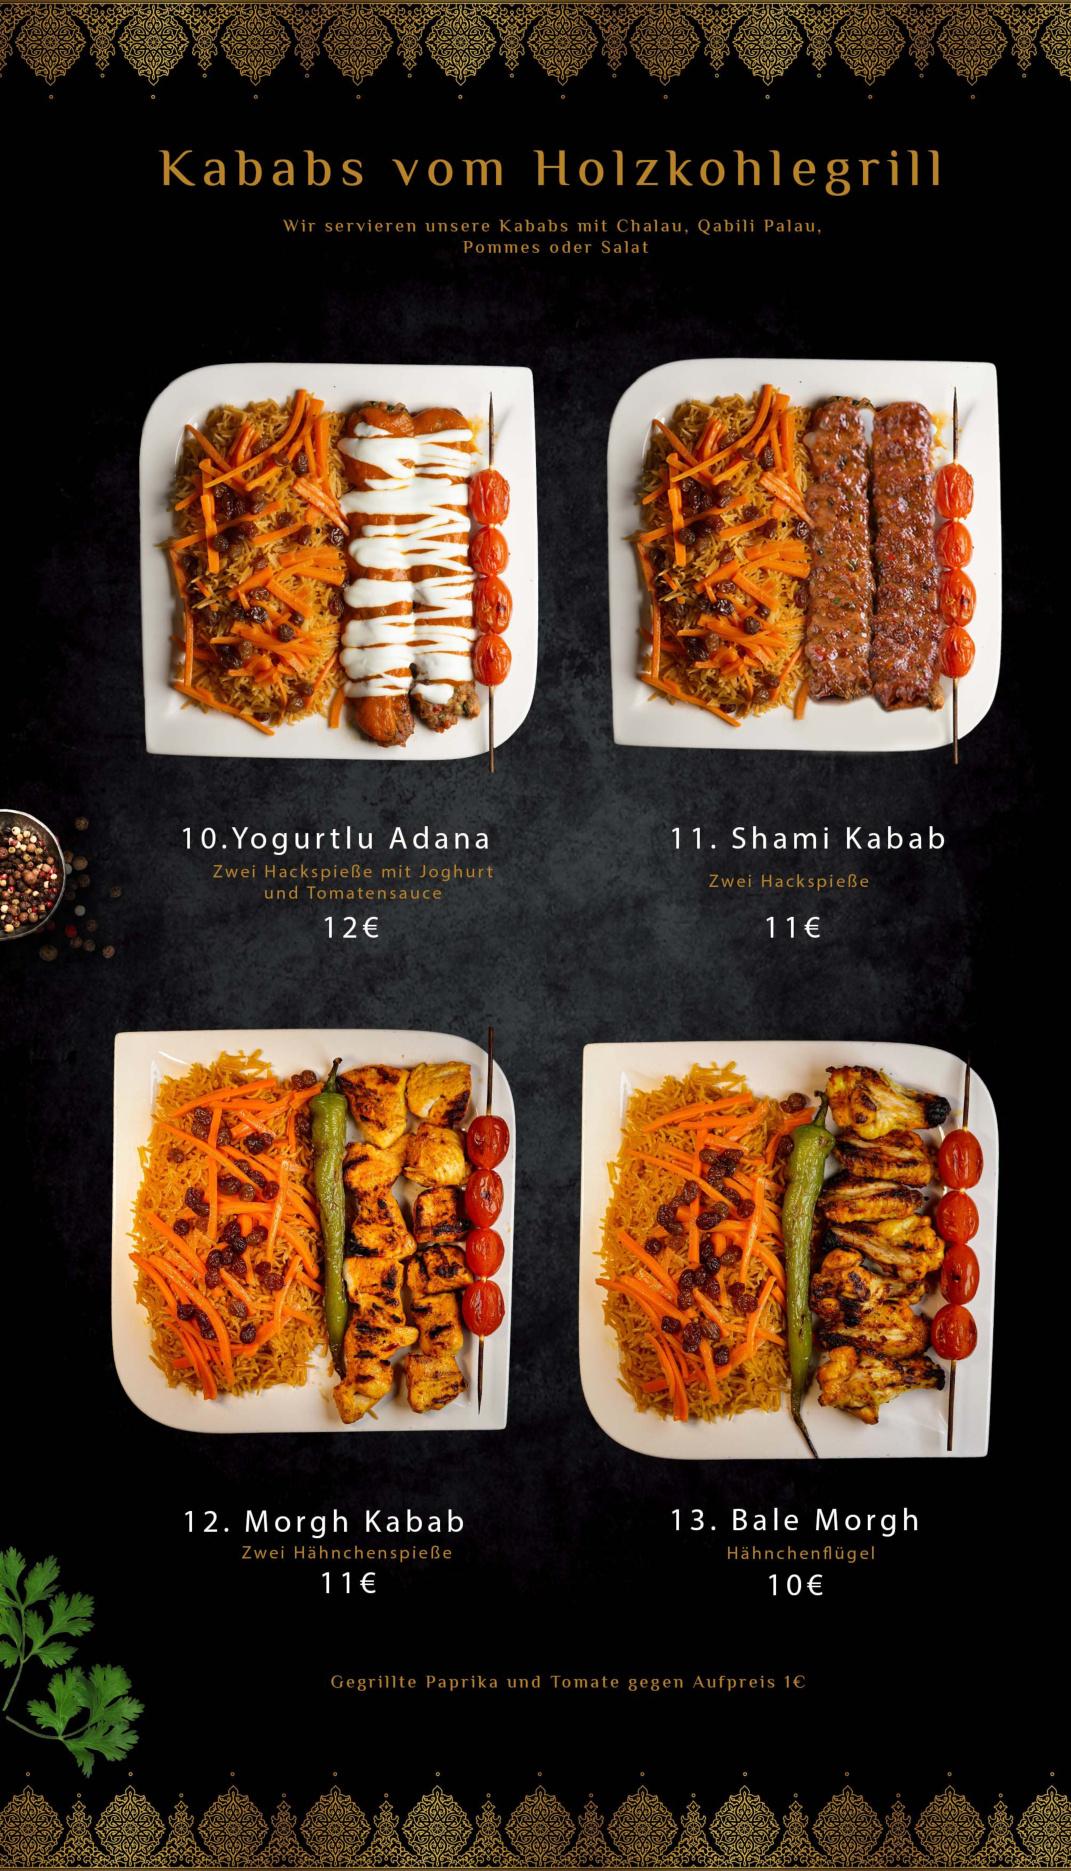 Kababs vom Holzkohlegrill
Wir servieren unsere Kababs mit Chalau, Qabili Palau,
Pommes oder Salat
10.Yogurtlu Adana
Zwei Hackspieße mit Joghurt
und Tomatensauce
12€
11. Shami Kabab
Zwei Hackspieße
11€
12. Morgh Kabab
Zwei Hähnchenspieße
11€
13. Bale Morgh
Hähnchenflügel
10€
Gegrillte Paprika und Tomate gegen Aufpreis 1€